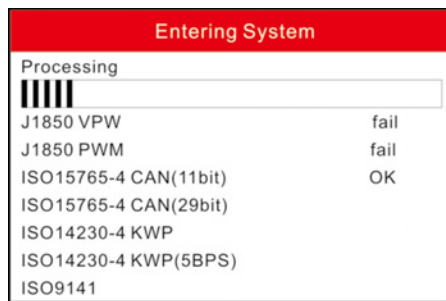 Entering System
Processing
J1850 VPW fail
J1850 PWM fail
ISO15765-4 CAN(11bit) OK
ISO15765-4 CAN(29bit)
ISO14230-4 KWP
ISO14230-4 KWP(5BPS)
ISO9141